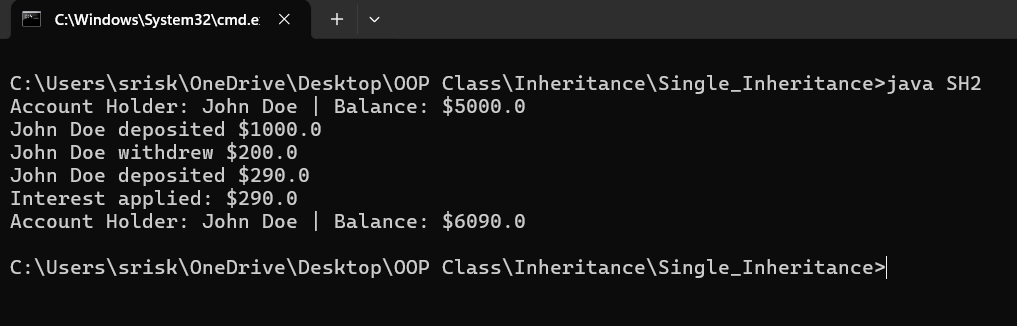 C:\Windows\System32\cmd.e
C:\Users\srisk\OneDrive\Desktop\OOP Class\Inheritance\Single_Inheritance>java SH2
Account Holder: John Doe | Balance: $5000.0
John Doe deposited $1000.0
John Doe withdrew $200.0
John Doe deposited $290.0
Interest applied: $290.0
Account Holder: John Doe | Balance: $6090.0
C:\Users\srisk\OneDrive\Desktop\OOP Class\Inheritance\Single_Inheritance>